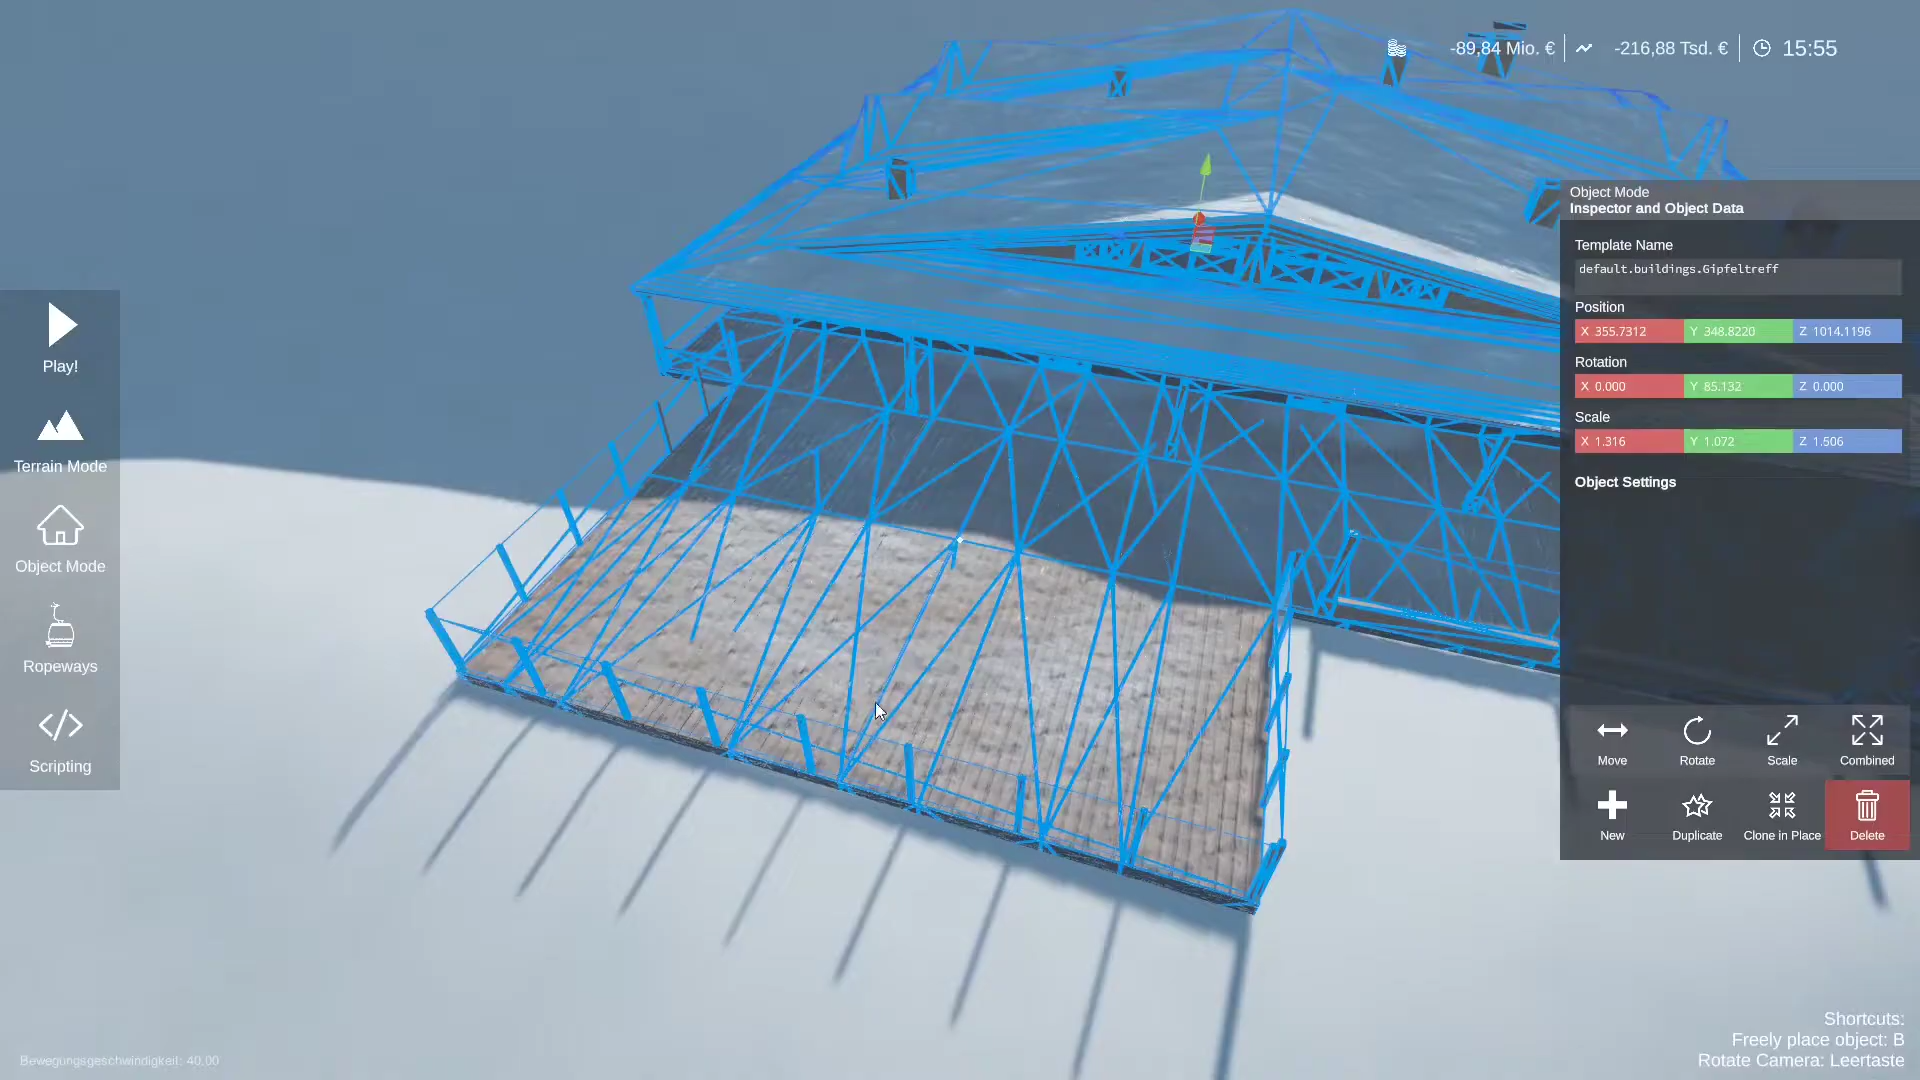 -89,84 Mio. €
-216,88 Tsd. €
15:55
Object Mode
Inspector and Object Data
Template Name
default.buildings.Gipfeltreff
Position
X 355.7312
Y 348.8220
Z 1014.1196
Rotation
X 0.000
Y 85.132
Z 0.000
Scale
X 1.316
Y 1.072
Z 1.506
Object Settings
Play!
Terrain Mode
Object Mode
Ropeways
Scripting
Move
Rotate
Scale
Combined
New
Duplicate
Clone in Place
Delete
Shortcuts:
Freely place object: B
Rotate Camera: Leertaste
Bewegungsgeschwindigkeit: 40.00